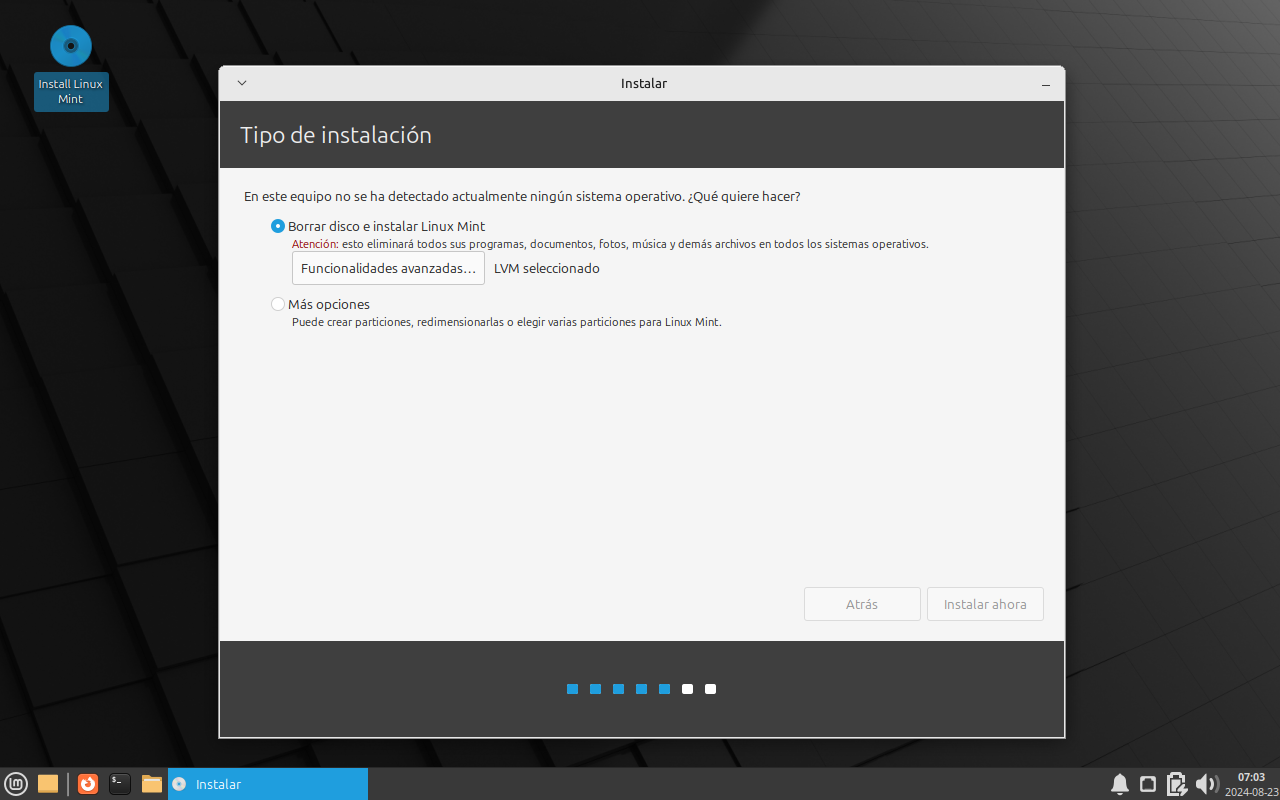 Install Linux
Mint
Instalar
Tipo de instalación
En este equipo no se ha detectado actualmente ningún sistema operativo. ¿Qué quiere hacer?
Borrar disco e instalar Linux Mint
Atención: esto eliminará todos sus programas, documentos, fotos, música y demás archivos en todos los sistemas operativos.
Funcionalidades avanzadas... LVM seleccionado
Más opciones
Puede crear particiones, redimensionarlas o elegir varias particiones para Linux Mint.
Atrás Instalar ahora
Instalar
07:03
2024-08-23